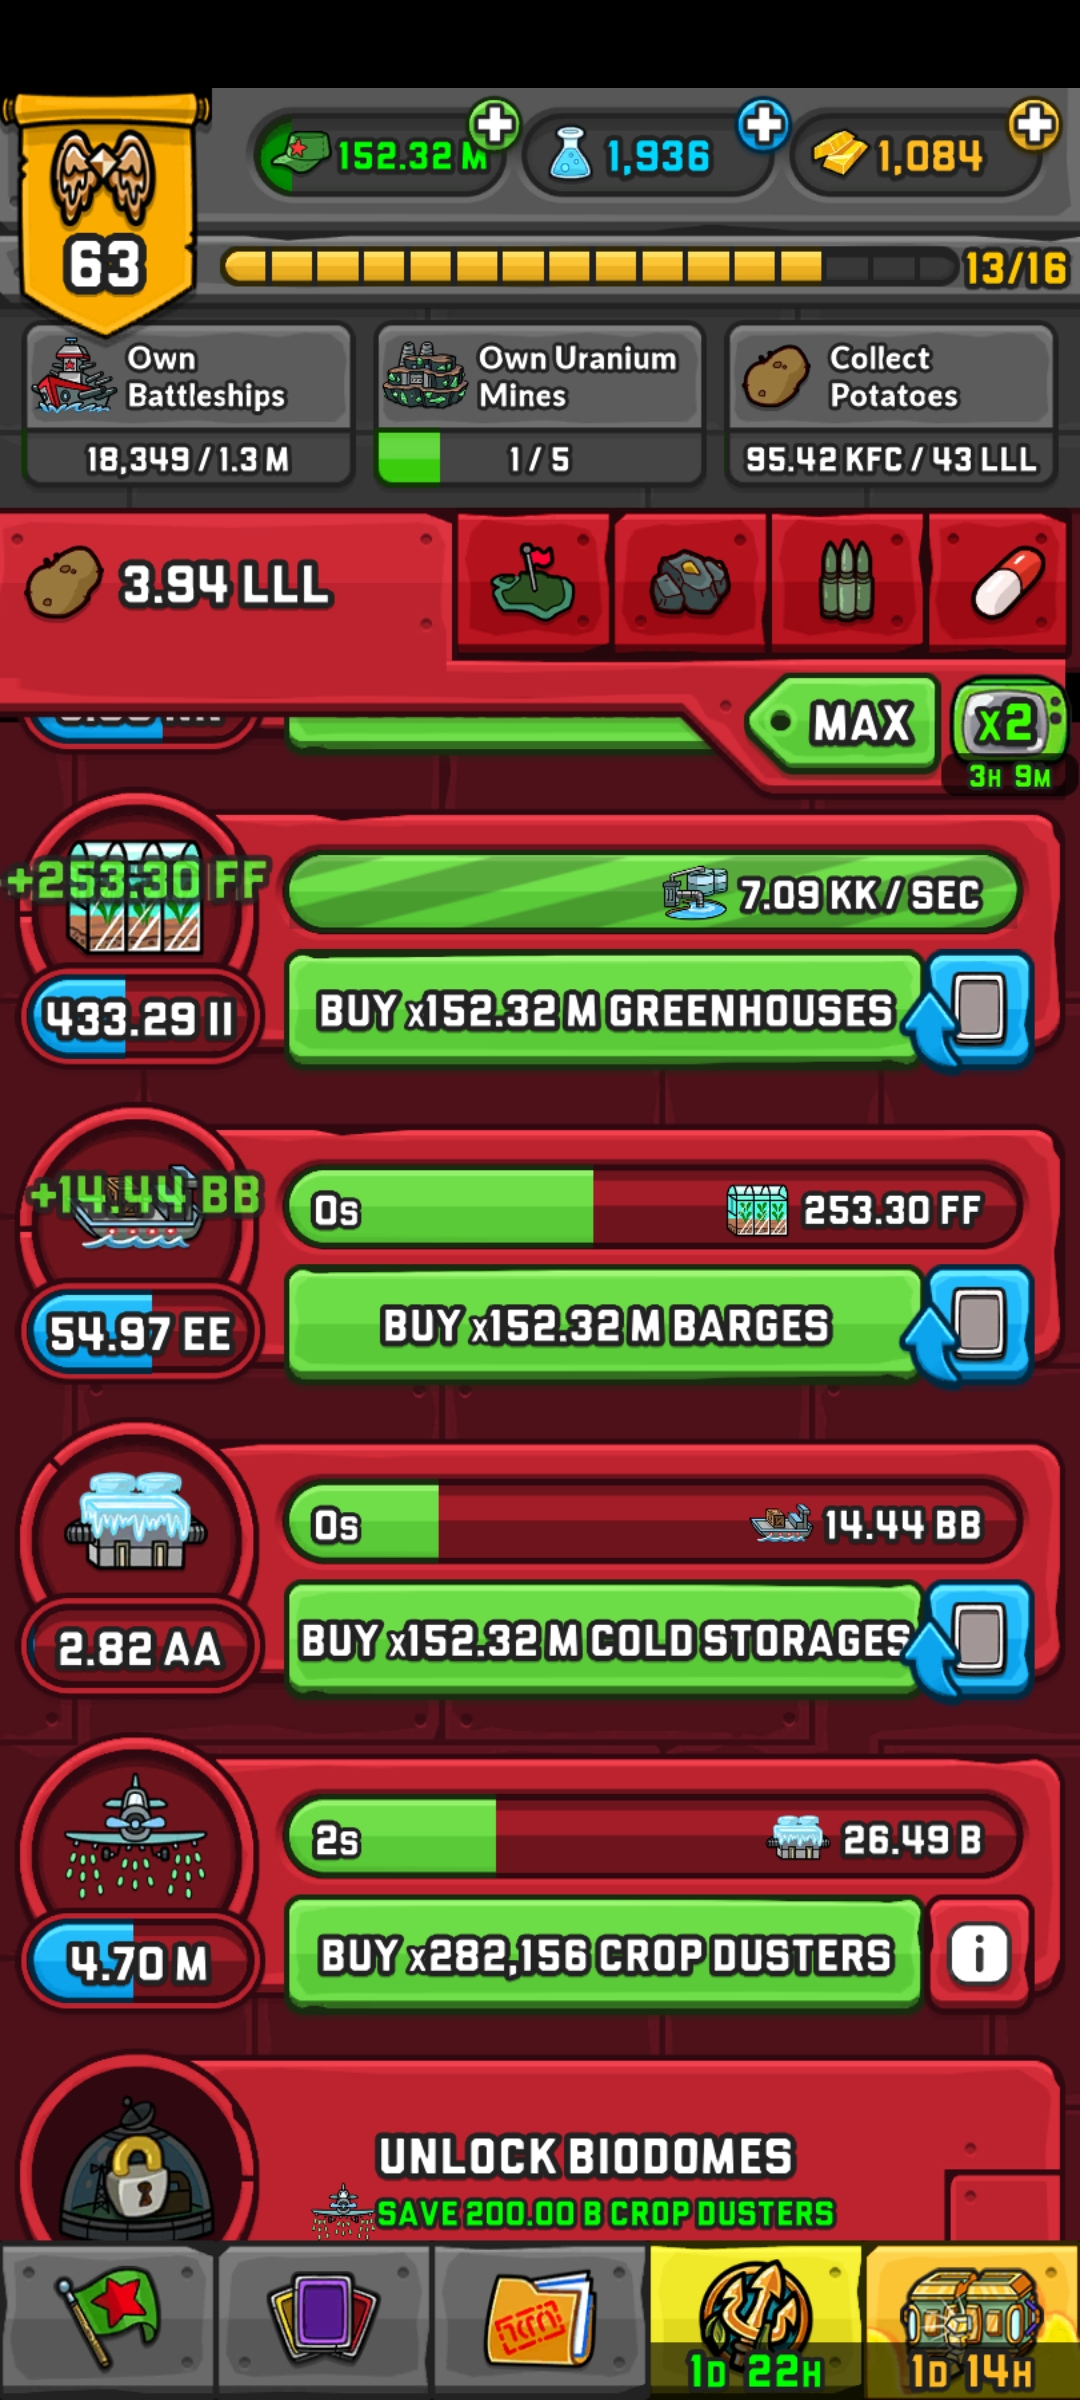 152.32 M
1,936
1,084
63
13/16
Own
Battleships
18,349 / 1.3 M
Own Uranium
Mines
1 / 5
Collect
Potatoes
95.42 KFC / 43 LLL
3.94 LLL
MAX
x2
3H 9M
+253.30 FF
7.09 KK / SEC
433.29 II
BUY x152.32 M GREENHOUSES
+14.44 BB
0s
253.30 FF
54.97 EE
BUY x152.32 M BARGES
0s
14.44 BB
2.82 AA
BUY x152.32 M COLD STORAGES
2s
26.49 B
4.70 M
BUY x282,156 CROP DUSTERS
i
UNLOCK BIODOMES
SAVE 200.00 B CROP DUSTERS
1D 22H
1D 14H